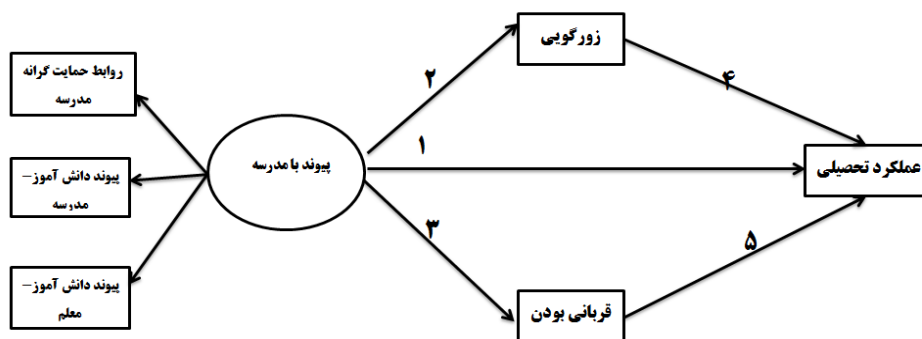 زورگویی
روابط حمایت گرانه
مدرسه
۲
۴
پیوند با مدرسه
۱
عملکرد تحصیلی
پیوند دانش آموز–
مدرسه
۳
۵
پیوند دانش آموز–
معلم
قربانی بودن